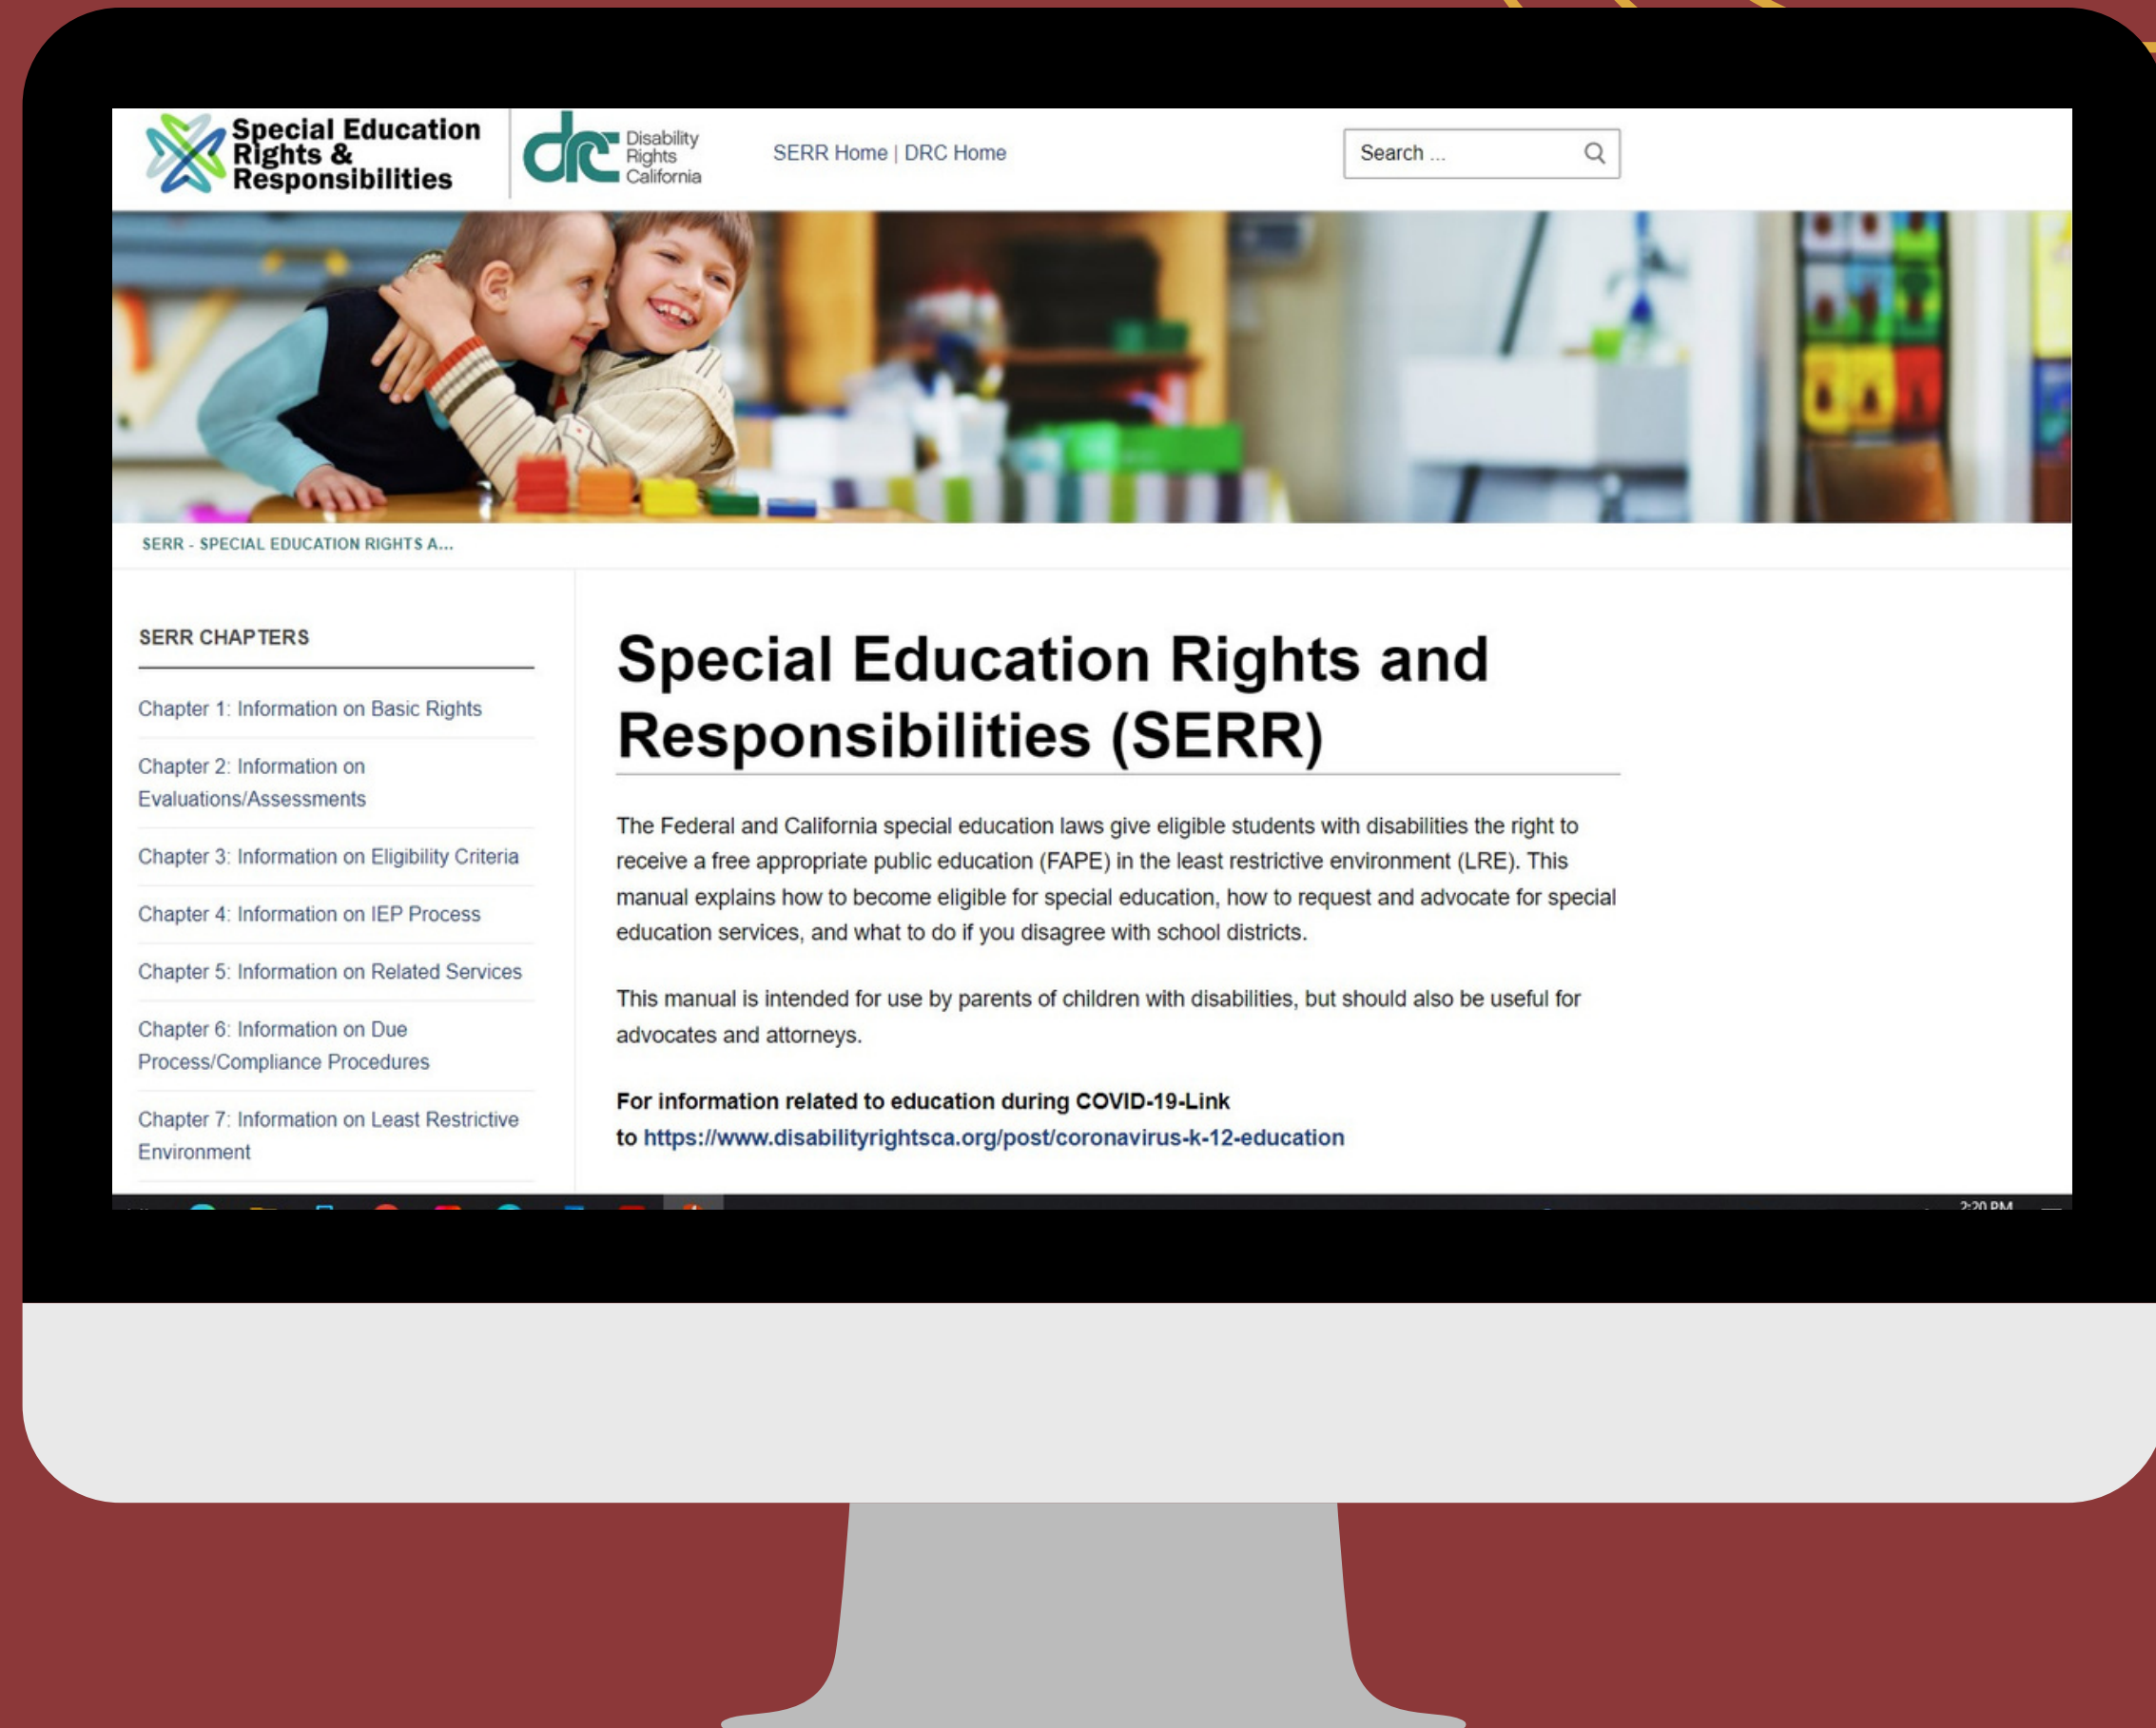 Special Education
Rights &
Responsibilities
drc
Disability
Rights
California
SERR Home | DRC Home
Search ...
SERR - SPECIAL EDUCATION RIGHTS A...
SERR CHAPTERS
Chapter 1: Information on Basic Rights
Chapter 2: Information on
Evaluations/Assessments
Chapter 3: Information on Eligibility Criteria
Chapter 4: Information on IEP Process
Chapter 5: Information on Related Services
Chapter 6: Information on Due
Process/Compliance Procedures
Chapter 7: Information on Least Restrictive
Environment
Special Education Rights and
Responsibilities (SERR)
The Federal and California special education laws give eligible students with disabilities the right to
receive a free appropriate public education (FAPE) in the least restrictive environment (LRE). This
manual explains how to become eligible for special education, how to request and advocate for special
education services, and what to do if you disagree with school districts.
This manual is intended for use by parents of children with disabilities, but should also be useful for
advocates and attorneys.
For information related to education during COVID-19-Link
to https://www.disabilityrightsca.org/post/coronavirus-k-12-education
2:20 PM